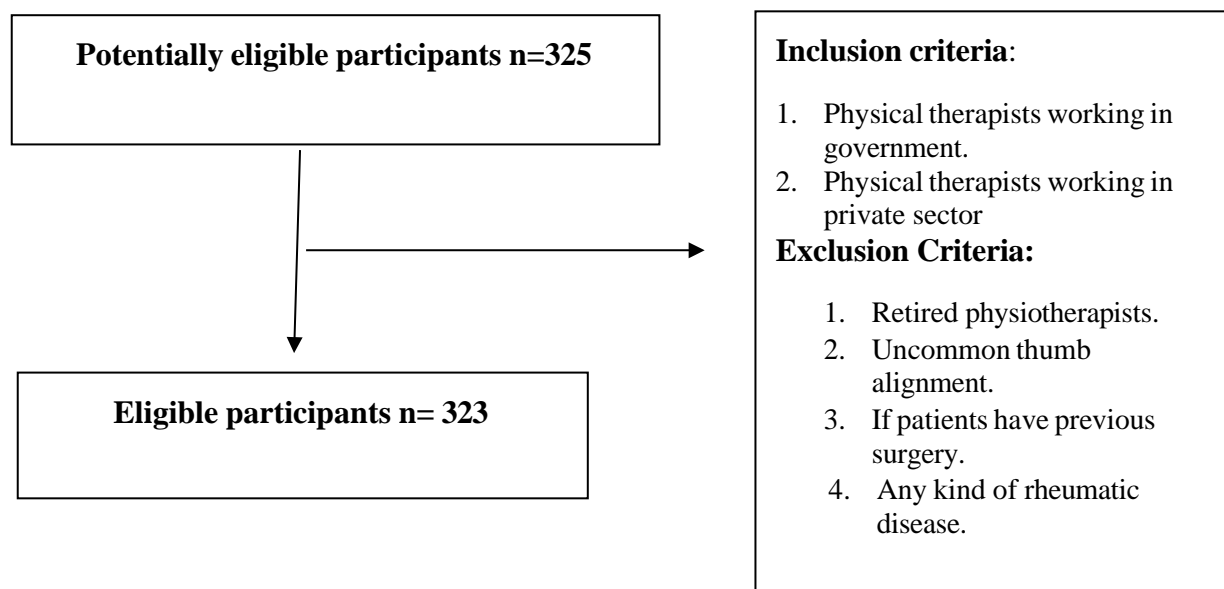 Potentially eligible participants n=325
Eligible participants n= 323
Inclusion criteria:
1. Physical therapists working in
government.
2. Physical therapists working in
private sector
Exclusion Criteria:
1. Retired physiotherapists.
2. Uncommon thumb
alignment.
3. If patients have previous
surgery.
4. Any kind of rheumatic
disease.